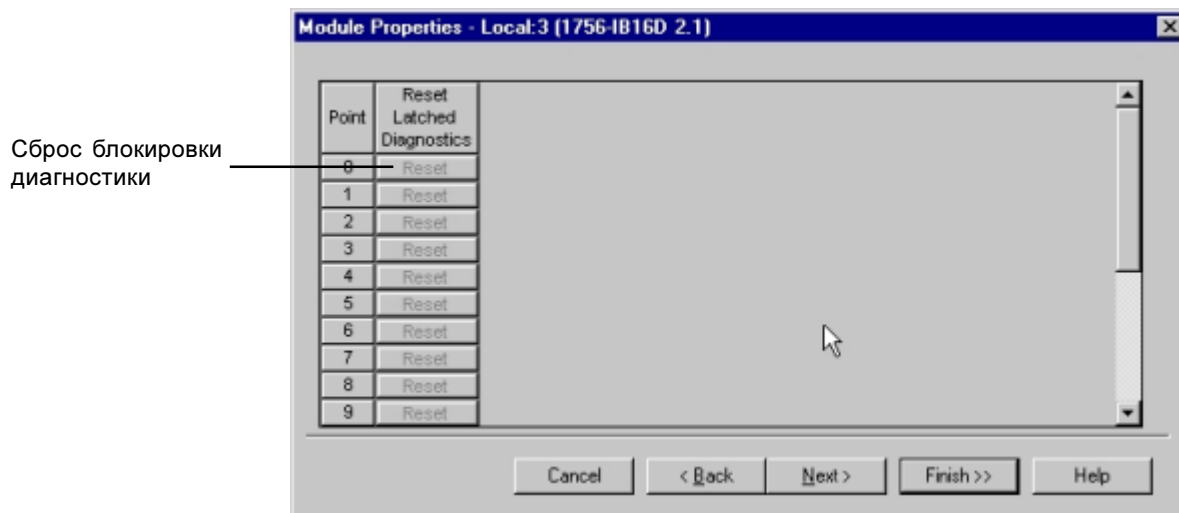 Module Properties - Local:3 (1756-IB16D 2.1)
Point
Reset
Latched
Diagnostics
Сброс блокировки
диагностики
0 Reset
1 Reset
2 Reset
3 Reset
4 Reset
5 Reset
6 Reset
7 Reset
8 Reset
9 Reset
Cancel < Back Next > Finish >> Help